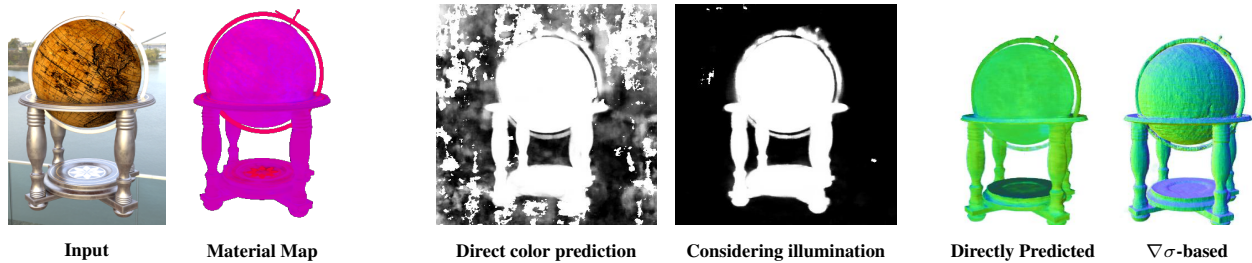 Input
Material Map
Direct color prediction
Considering illumination
Directly Predicted
∇σ-based